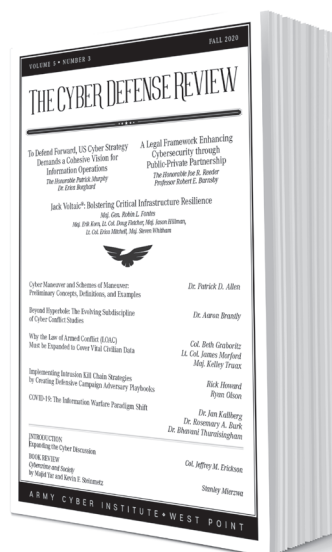 VOLUME 5 • NUMBER 3
FALL 2020
THE CYBER DEFENSE REVIEW
To Defend Forward, US Cyber Strategy
Demands a Cohesive Vision for
Information Operations
The Honorable Patrick Murphy
Dr. Erica Borghard
A Legal Framework Enhancing
Cybersecurity through
Public-Private Partnership
The Honorable Joe R. Reeder
Professor Robert E. Barnsby
Jack Voltaic®: Bolstering Critical Infrastructure Resilience
Maj. Gen. Robin L. Fontes
Maj. Erik Korn, Lt. Col. Doug Fletcher, Maj. Jason Hillman,
Lt. Col. Erica Mitchell, Maj. Steven Whitham
Cyber Maneuver and Schemes of Maneuver:
Preliminary Concepts, Definitions, and Examples
Dr. Patrick D. Allen
Beyond Hyperbole: The Evolving Subdiscipline
of Cyber Conflict Studies
Dr. Aaron Brantly
Why the Law of Armed Conflict (LOAC)
Must be Expanded to Cover Vital Civilian Data
Col. Beth Graboritz
Lt. Col. James Morford
Maj. Kelley Truax
Implementing Intrusion Kill Chain Strategies
by Creating Defensive Campaign Adversary Playbooks
Rick Howard
Ryan Olson
COVID-19: The Information Warfare Paradigm Shift
Dr. Jan Kallberg
Dr. Rosemary A. Burk
Dr. Bhavani Thuraisingham
INTRODUCTION
Expanding the Cyber Discussion
Col. Jeffrey M. Erickson
BOOK REVIEW
Cybercrime and Society
by Majid Yar and Kevin F. Steinmetz
Stanley Mierzwa
ARMY CYBER INSTITUTE • WEST POINT